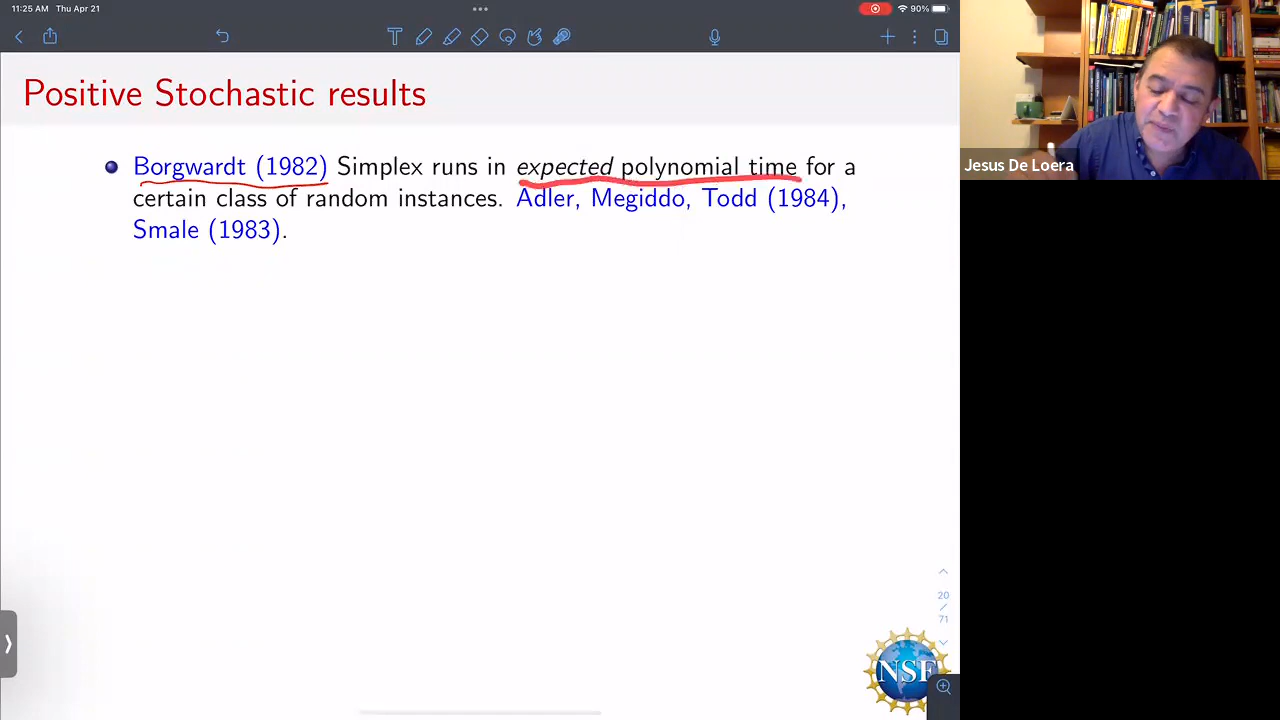 11:25 AM Thu Apr 21
90%
T
Positive Stochastic results
Borgwardt (1982) Simplex runs in expected polynomial time for a
certain class of random instances. Adler, Megiddo, Todd (1984),
Smale (1983).
Jesus De Loera
20
/
71
NSF